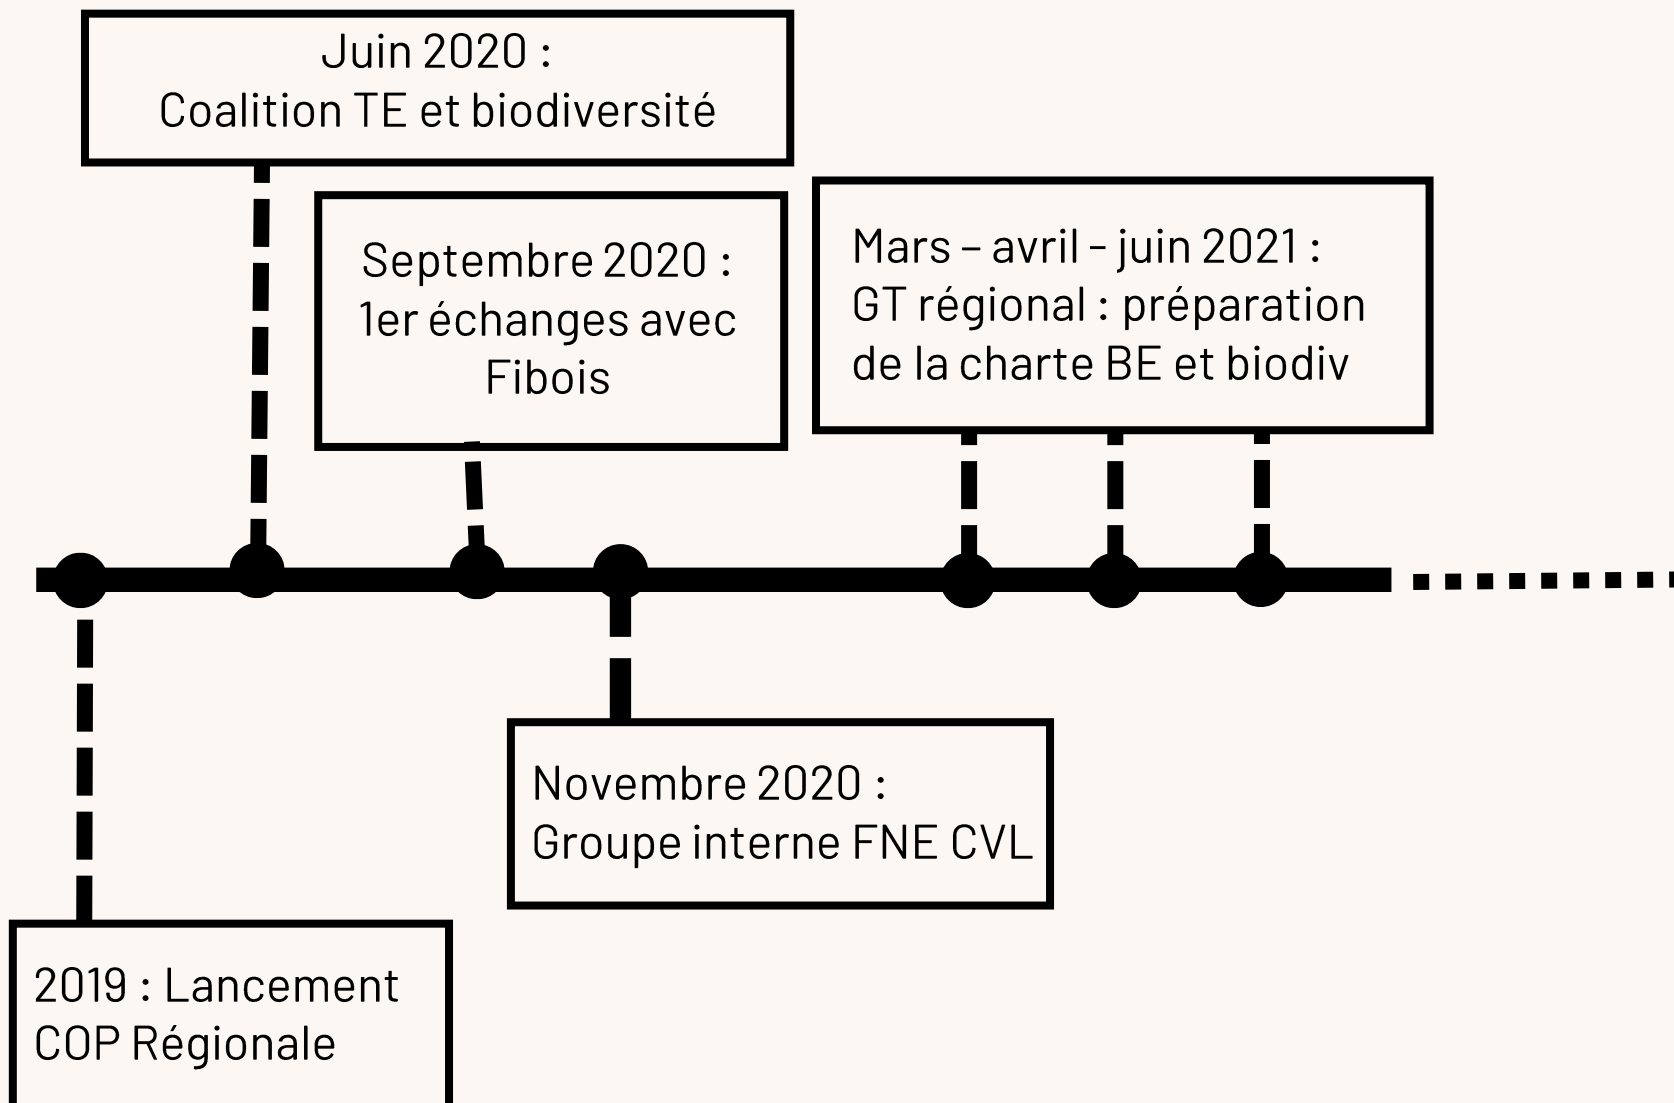 Juin 2020 :
Coalition TE et biodiversité
Septembre 2020 :
1er échanges avec
Fibois
Mars – avril - juin 2021 :
GT régional : préparation
de la charte BE et biodiv
Novembre 2020 :
Groupe interne FNE CVL
2019 : Lancement
COP Régionale